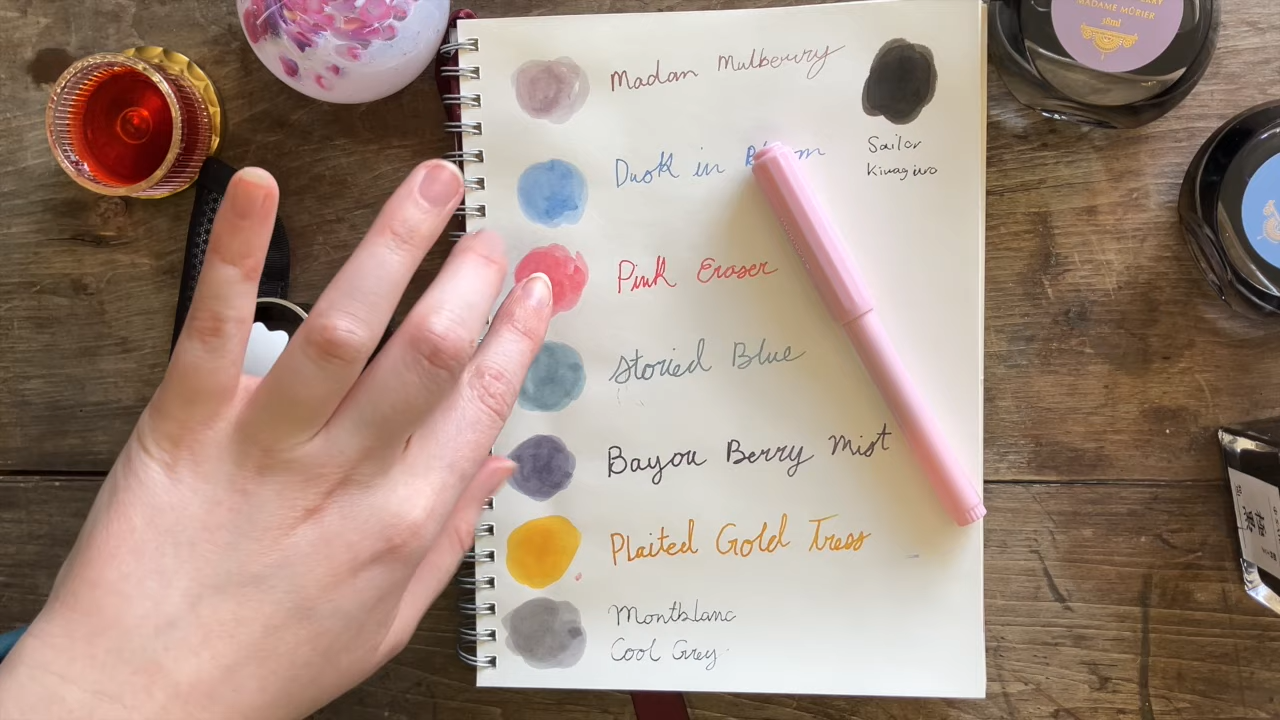 MADAME MÛRIER
38ml
Madam Mulberry
Dusk in
Sailor
Kiwaguro
Pink Eraser
Storied Blue
Bayou Berry Mist
Plaited Gold Tress
Montblanc
Cool Grey